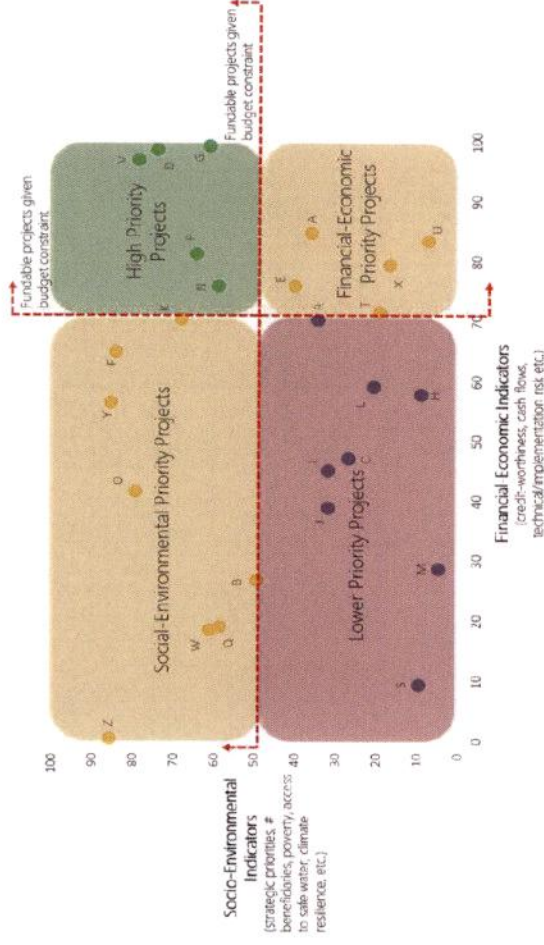 Fundable projects given
budget constraint
Fundable projects given
budget constraint
Socio-Environmental
Indicators
(strategic priorities, #
beneficiaries, poverty, access
to safe water, climate
resilience, etc.)
100
90
80
70
60
50
40
30
20
10
0
Social-Environmental Priority Projects
Z
W
Q
B
O
Y
K
High Priority
Projects
V
D
G
F
N
Lower Priority Projects
S
M
J
C
L
H
Financial-Economic
Priority Projects
E
A
T
X
U
0
10
20
30
40
50
60
70
80
90
100
Financial-Economic Indicators
(credit-worthiness, cash flows,
technical/implementation risk etc.)